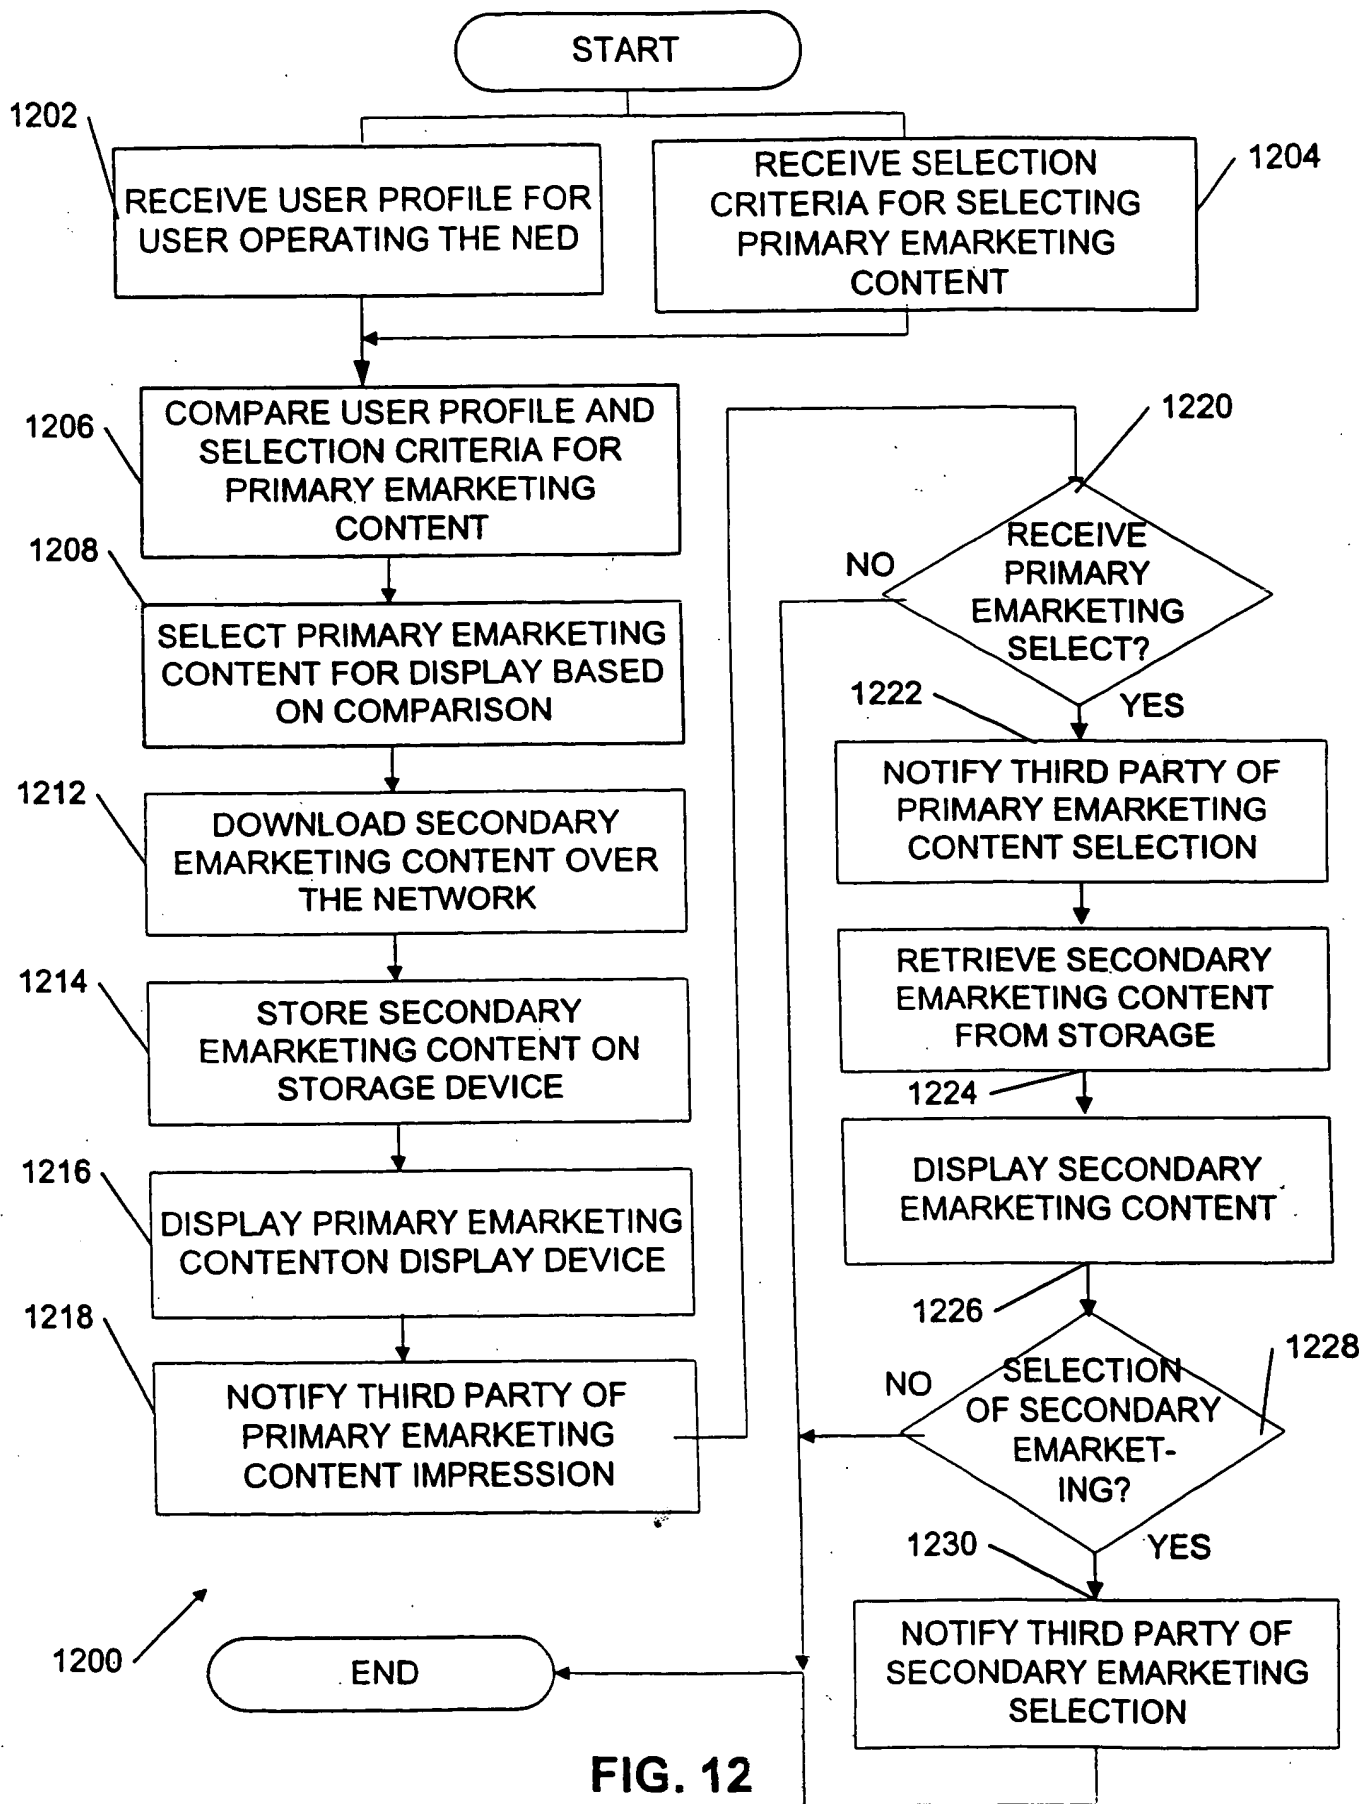 START
1202
RECEIVE USER PROFILE FOR
USER OPERATING THE NED
RECEIVE SELECTION
CRITERIA FOR SELECTING
PRIMARY EMARKETING
CONTENT
1204
1206
COMPARE USER PROFILE AND
SELECTION CRITERIA FOR
PRIMARY EMARKETING
CONTENT
1208
SELECT PRIMARY EMARKETING
CONTENT FOR DISPLAY BASED
ON COMPARISON
1212
DOWNLOAD SECONDARY
EMARKETING CONTENT OVER
THE NETWORK
1214
STORE SECONDARY
EMARKETING CONTENT ON
STORAGE DEVICE
1216
DISPLAY PRIMARY EMARKETING
CONTENTON DISPLAY DEVICE
1218
NOTIFY THIRD PARTY OF
PRIMARY EMARKETING
CONTENT IMPRESSION
1220
RECEIVE
PRIMARY
EMARKETING
SELECT?
NO
YES
1222
NOTIFY THIRD PARTY OF
PRIMARY EMARKETING
CONTENT SELECTION
RETRIEVE SECONDARY
EMARKETING CONTENT
FROM STORAGE
1224
DISPLAY SECONDARY
EMARKETING CONTENT
1226
1228
SELECTION
OF SECONDARY
EMARKET-
ING?
NO
YES
1230
NOTIFY THIRD PARTY OF
SECONDARY EMARKETING
SELECTION
1200
END
FIG. 12